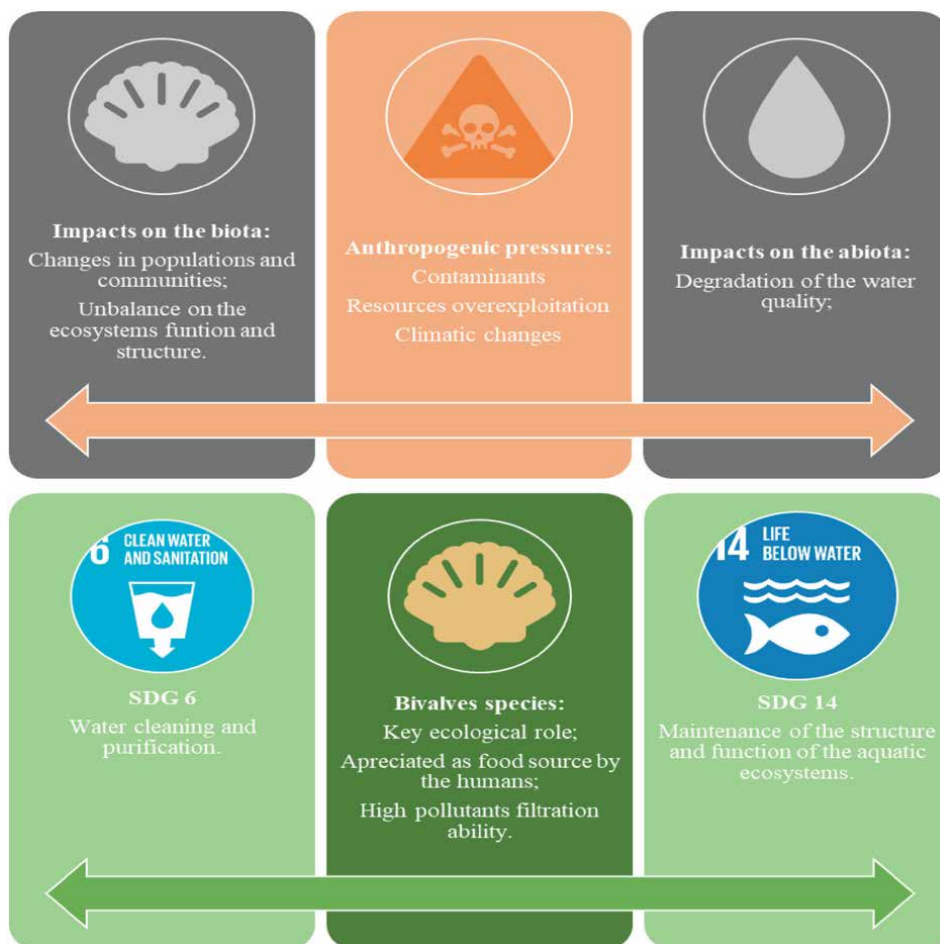 Impacts on the biota:
Changes in populations and
communities;
Unbalance on the
ecosystems funtion and
structure.
Anthropogenic pressures:
Contaminants
Resources overexploitation
Climatic changes
Impacts on the abiota:
Degradation of the water
quality;
6 CLEAN WATER
AND SANITATION
SDG 6
Water cleaning and
purification.
Bivalves species:
Key ecological role;
Apreciated as food source by
the humans;
High pollutants filtration
ability.
14 LIFE
BELOW WATER
SDG 14
Maintenance of the structure
and function of the aquatic
ecosystems.